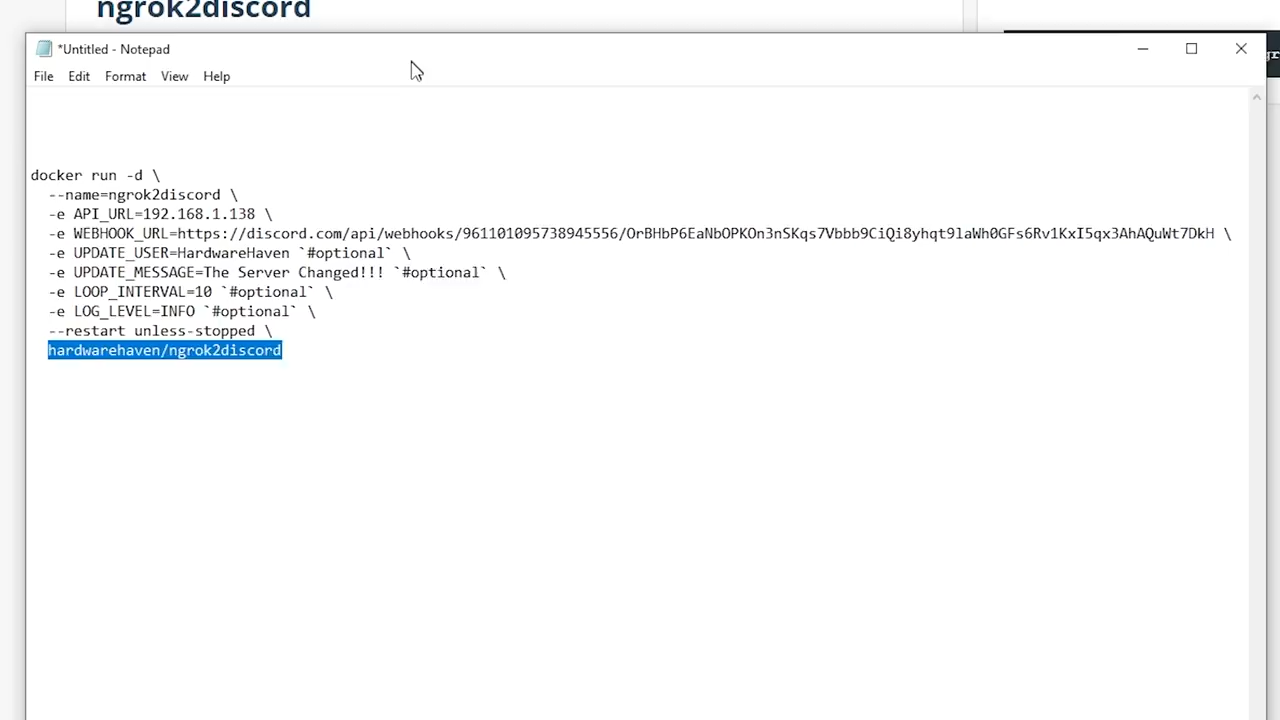 ngrok2discord
*Untitled - Notepad
File Edit Format View Help
docker run -d \
--name=ngrok2discord \
-e API_URL=192.168.1.138 \
-e WEBHOOK_URL=https://discord.com/api/webhooks/961101095738945556/OrBHbP6EaNbOPKOn3nSKqs7Vbbb9CiQi8yhqt9laWh0GFs6Rv1KxI5qx3AhAQuWt7DkH \
-e UPDATE_USER=HardwareHaven `#optional` \
-e UPDATE_MESSAGE=The Server Changed!!! `#optional` \
-e LOOP_INTERVAL=10 `#optional` \
-e LOG_LEVEL=INFO `#optional` \
--restart unless-stopped \
hardwarehaven/ngrok2discord